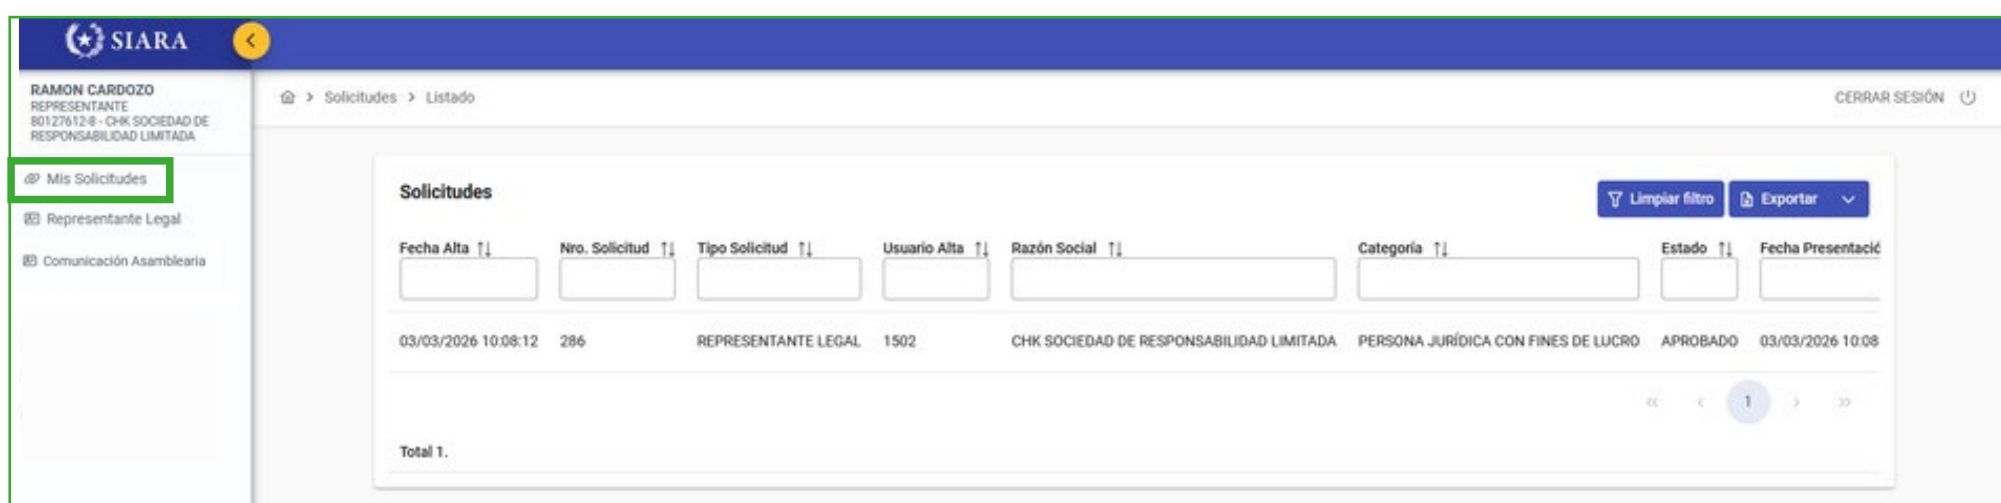 SIARA
RAMON CARDOZO
REPRESENTANTE
80127612-8 - CHK SOCIEDAD DE
RESPONSABILIDAD LIMITADA
Mis Solicitudes
Representante Legal
Comunicación Asamblearia
Solicitudes > Listado
CERRAR SESIÓN
Solicitudes
Limpiar filtro
Exportar
Fecha Alta Nro. Solicitud Tipo Solicitud Usuario Alta Razón Social Categoría Estado Fecha Presentació
03/03/2026 10:08:12 286 REPRESENTANTE LEGAL 1502 CHK SOCIEDAD DE RESPONSABILIDAD LIMITADA PERSONA JURÍDICA CON FINES DE LUCRO APROBADO 03/03/2026 10:08
« ‹ 1 › »
Total 1.